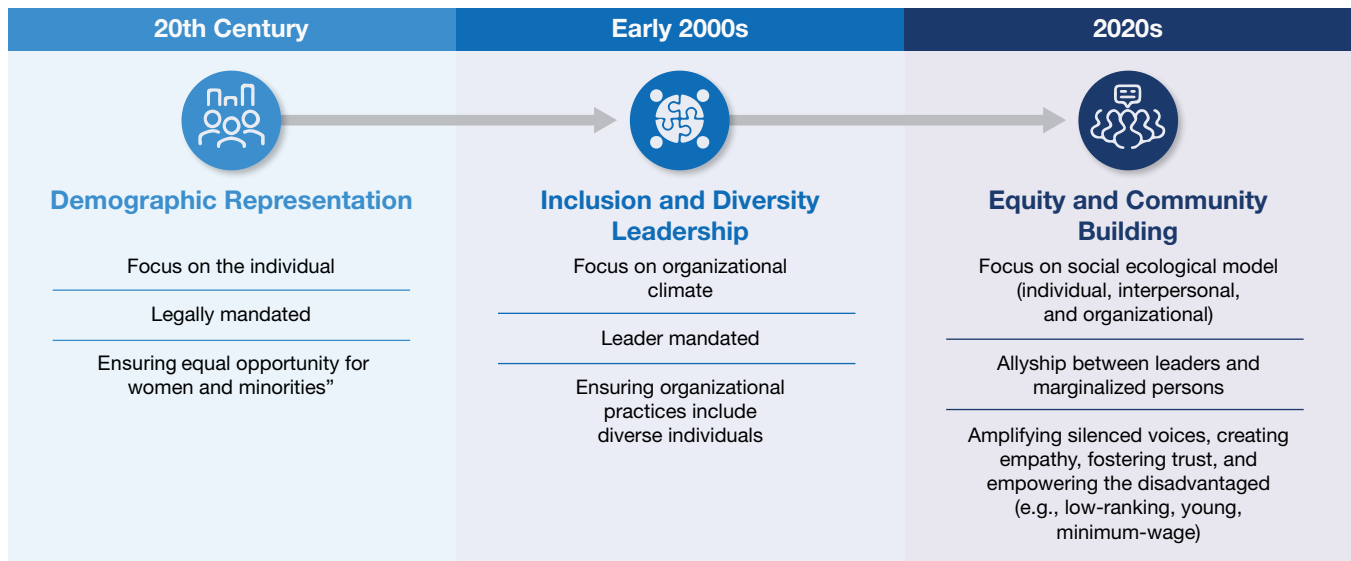 20th Century
Early 2000s
2020s
Demographic Representation
Focus on the individual
Legally mandated
Ensuring equal opportunity for
women and minorities”
Inclusion and Diversity
Leadership
Focus on organizational
climate
Leader mandated
Ensuring organizational
practices include
diverse individuals
Equity and Community
Building
Focus on social ecological model
(individual, interpersonal,
and organizational)
Allyship between leaders and
marginalized persons
Amplifying silenced voices, creating
empathy, fostering trust, and
empowering the disadvantaged
(e.g., low-ranking, young,
minimum-wage)